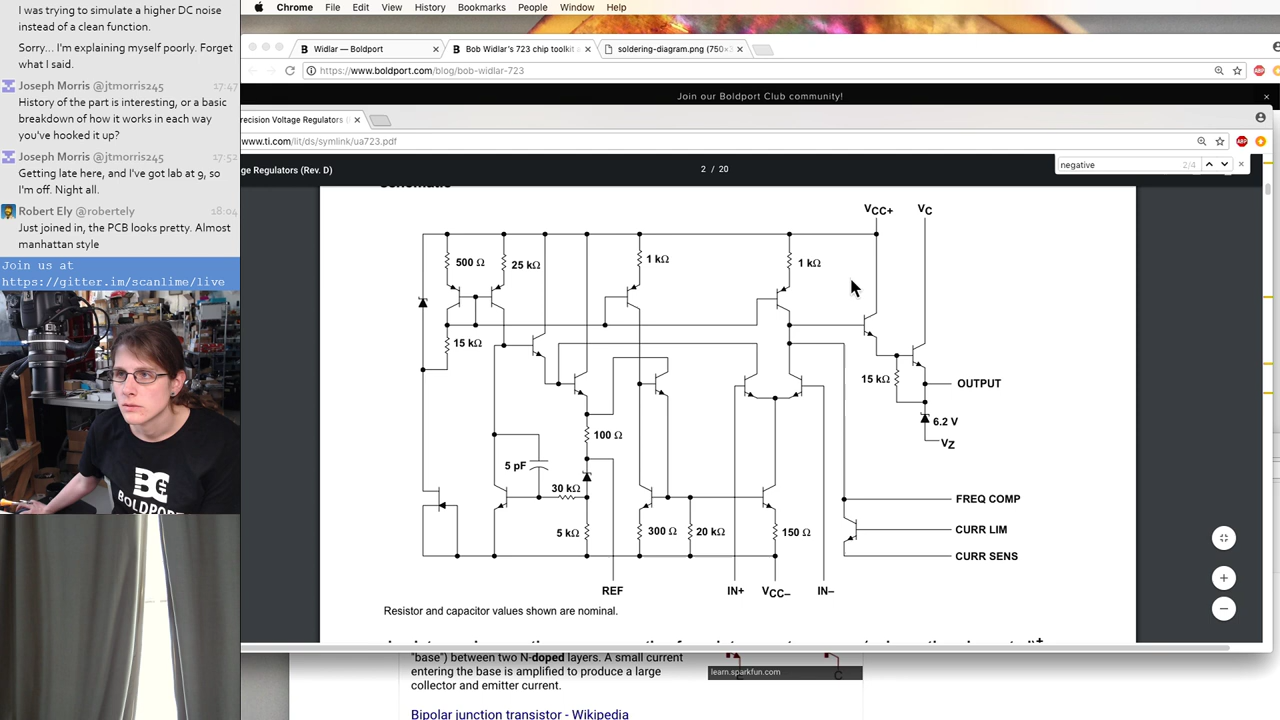 I was trying to simulate a higher DC noise
instead of a clean function.
Sorry... I'm explaining myself poorly. Forget
what I said.
Joseph Morris @jtmorris245 17:47
History of the part is interesting, or a basic
breakdown of how it works in each way
you've hooked it up?
Joseph Morris @jtmorris245 17:52
Getting late here, and I've got lab at 9, so
I'm off. Night all.
Robert Ely @robertely 18:04
Just joined in, the PCB looks pretty. Almost
manhattan style
Join us at
https://gitter.im/scanlime/live
BOLDPORT
Chrome File Edit View History Bookmarks People Window Help
Widlar — Boldport
Bob Widlar's 723 chip toolkit a
soldering-diagram.png (750×3
https://www.boldport.com/blog/bob-widlar-723
Join our Boldport Club community!
recision Voltage Regulators (
www.ti.com/lit/ds/symlink/ua723.pdf
ge Regulators (Rev. D)
2 / 20
negative 2/4
VCC+ VC
500 Ω 25 kΩ 1 kΩ 1 kΩ
15 kΩ
15 kΩ OUTPUT
6.2 V
VZ
100 Ω
5 pF
30 kΩ
FREQ COMP
5 kΩ 300 Ω 20 kΩ 150 Ω
CURR LIM
CURR SENS
REF IN+ VCC– IN–
Resistor and capacitor values shown are nominal.
"base") between two N-doped layers. A small current
entering the base is amplified to produce a large
collector and emitter current.
learn.sparkfun.com
Bipolar junction transistor - Wikipedia